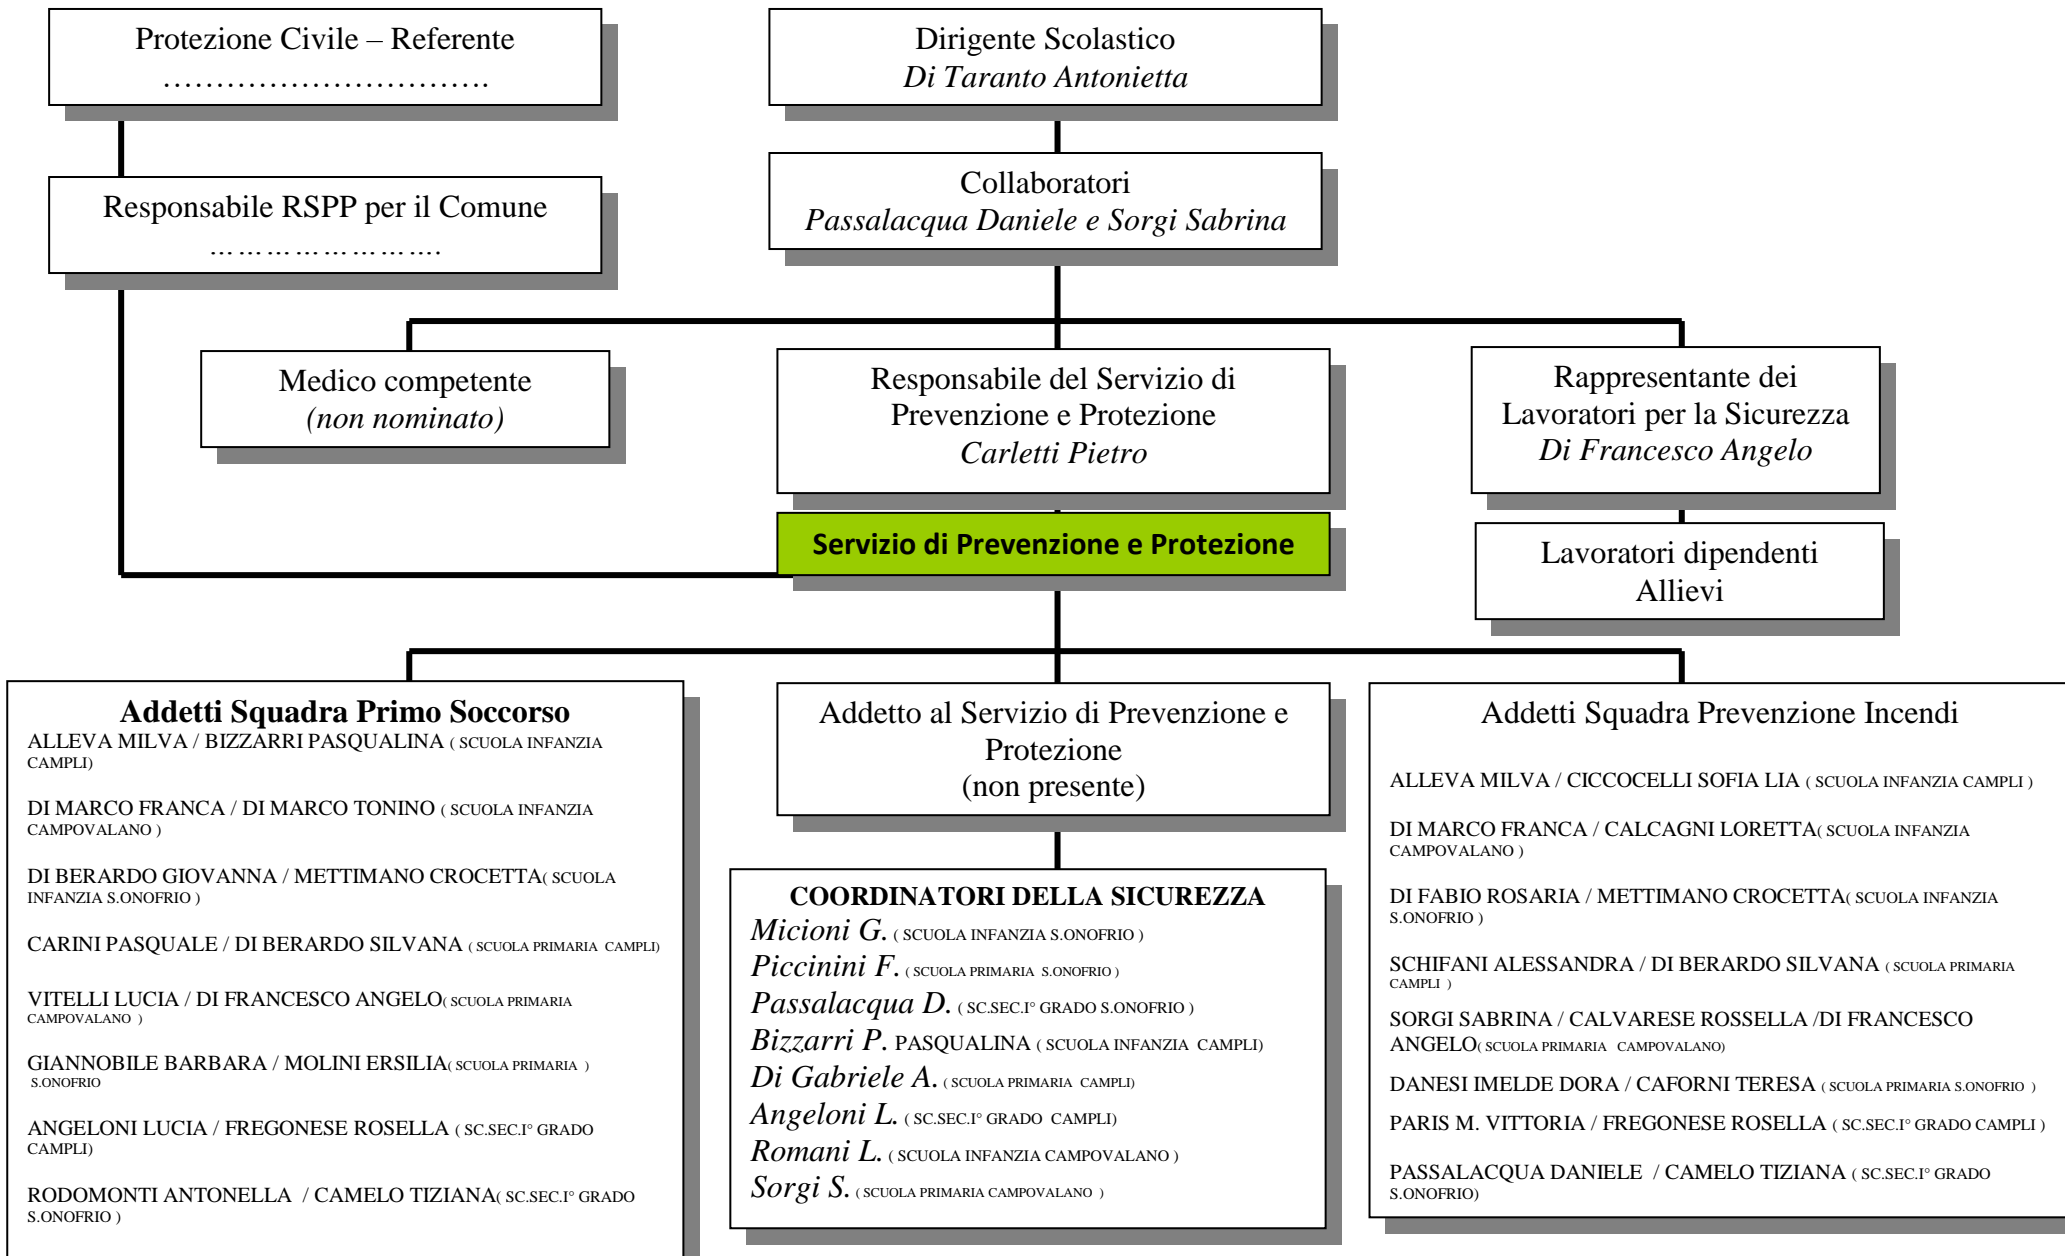 Protezione Civile – Referente
………………………….
Dirigente Scolastico
Di Taranto Antonietta
Responsabile RSPP per il Comune
… … … … … … … ….
Collaboratori
Passalacqua Daniele e Sorgi Sabrina
Medico competente
(non nominato)
Responsabile del Servizio di
Prevenzione e Protezione
Carletti Pietro
Rappresentante dei
Lavoratori per la Sicurezza
Di Francesco Angelo
Servizio di Prevenzione e Protezione
Lavoratori dipendenti
Allievi
Addetti Squadra Primo Soccorso
ALLEVA MILVA / BIZZARRI PASQUALINA ( SCUOLA INFANZIA
CAMPLI)
DI MARCO FRANCA / DI MARCO TONINO ( SCUOLA INFANZIA
CAMPOVALANO )
DI BERARDO GIOVANNA / METTIMANO CROCETTA( SCUOLA
INFANZIA S.ONOFRIO )
CARINI PASQUALE / DI BERARDO SILVANA ( SCUOLA PRIMARIA CAMPLI)
VITELLI LUCIA / DI FRANCESCO ANGELO( SCUOLA PRIMARIA
CAMPOVALANO )
GIANNOBILE BARBARA / MOLINI ERSILIA( SCUOLA PRIMARIA )
S.ONOFRIO
ANGELONI LUCIA / FREGONESE ROSELLA ( SC.SEC.I° GRADO
CAMPLI)
RODOMONTI ANTONELLA / CAMELO TIZIANA( SC.SEC.I° GRADO
S.ONOFRIO )
Addetto al Servizio di Prevenzione e
Protezione
(non presente)
COORDINATORI DELLA SICUREZZA
Micioni G. ( SCUOLA INFANZIA S.ONOFRIO )
Piccinini F. ( SCUOLA PRIMARIA S.ONOFRIO )
Passalacqua D. ( SC.SEC.I° GRADO S.ONOFRIO )
Bizzarri P. PASQUALINA ( SCUOLA INFANZIA CAMPLI)
Di Gabriele A. ( SCUOLA PRIMARIA CAMPLI)
Angeloni L. ( SC.SEC.I° GRADO CAMPLI)
Romani L. ( SCUOLA INFANZIA CAMPOVALANO )
Sorgi S. ( SCUOLA PRIMARIA CAMPOVALANO )
Addetti Squadra Prevenzione Incendi
ALLEVA MILVA / CICCOCELLI SOFIA LIA ( SCUOLA INFANZIA CAMPLI )
DI MARCO FRANCA / CALCAGNI LORETTA( SCUOLA INFANZIA
CAMPOVALANO )
DI FABIO ROSARIA / METTIMANO CROCETTA( SCUOLA INFANZIA
S.ONOFRIO )
SCHIFANI ALESSANDRA / DI BERARDO SILVANA ( SCUOLA PRIMARIA
CAMPLI )
SORGI SABRINA / CALVARESE ROSSELLA /DI FRANCESCO
ANGELO( SCUOLA PRIMARIA CAMPOVALANO)
DANESI IMELDE DORA / CAFORNI TERESA ( SCUOLA PRIMARIA S.ONOFRIO )
PARIS M. VITTORIA / FREGONESE ROSELLA ( SC.SEC.I° GRADO CAMPLI )
PASSALACQUA DANIELE / CAMELO TIZIANA ( SC.SEC.I° GRADO
S.ONOFRIO)